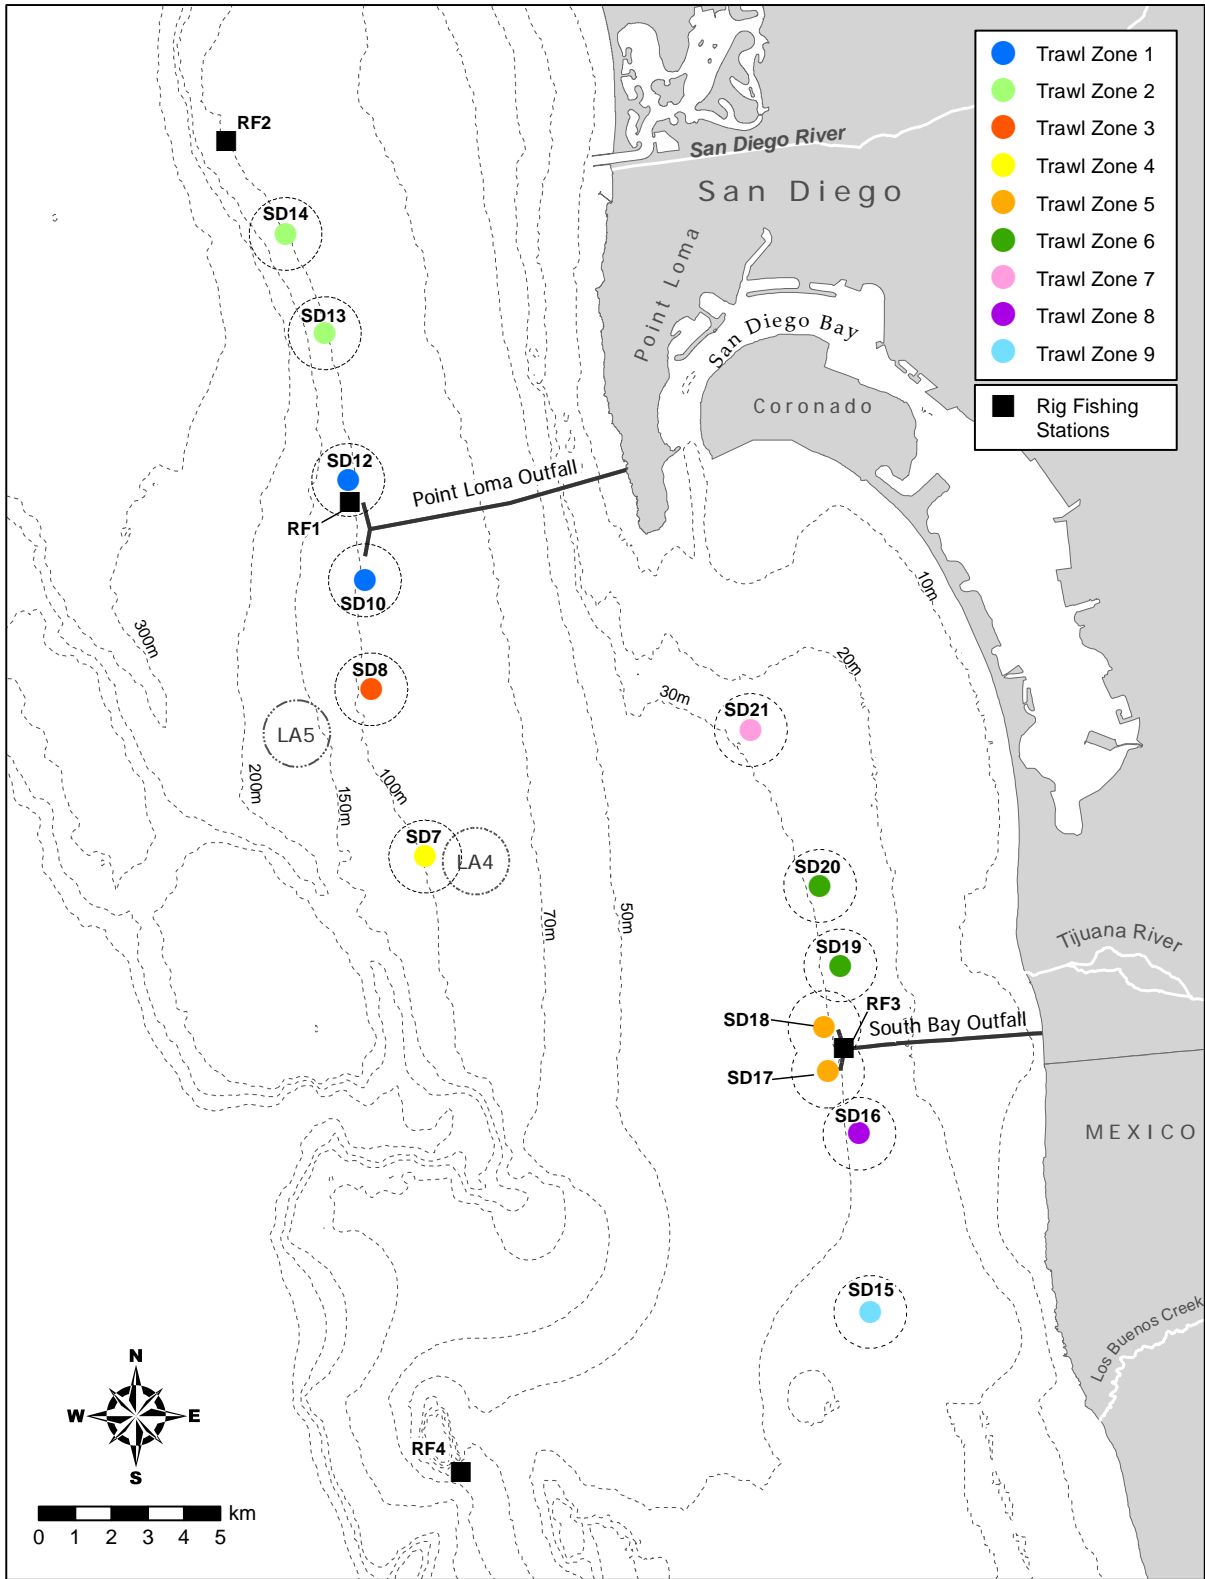 Trawl Zone 1
Trawl Zone 2
Trawl Zone 3
Trawl Zone 4
Trawl Zone 5
Trawl Zone 6
Trawl Zone 7
Trawl Zone 8
Trawl Zone 9
Rig Fishing
Stations
RF2
San Diego River
San Diego
SD14
Point Loma
SD13
San Diego Bay
Coronado
SD12
Point Loma Outfall
RF1
SD10
10m
300m
SD8
20m
30m
SD21
LA5
200m
150m
100m
SD7
LA4
SD20
70m
50m
SD19
Tijuana River
RF3
SD18
South Bay Outfall
SD17
SD16
MEXICO
SD15
Los Buenos Creek
N
W
E
S
RF4
km
0 1 2 3 4 5